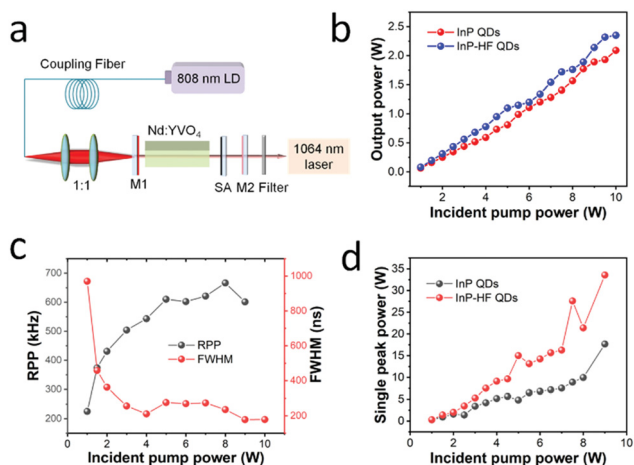 a
Coupling Fiber
808 nm LD
Nd:YVO4
1064 nm
laser
1:1
M1
SA M2 Filter
b
InP QDs
InP-HF QDs
Output power (W)
2.5
2.0
1.5
1.0
0.5
0.0
2 4 6 8 10
Incident pump power (W)
c
RPP (kHz)
700
600
500
400
300
200
RPP
FWHM
1000
800
600
400
200
FWHM (ns)
0 2 4 6 8 10
Incident pump power (W)
d
InP QDs
InP-HF QDs
Single peak power (W)
35
30
25
20
15
10
5
0
0 2 4 6 8 10
Incident pump power (W)